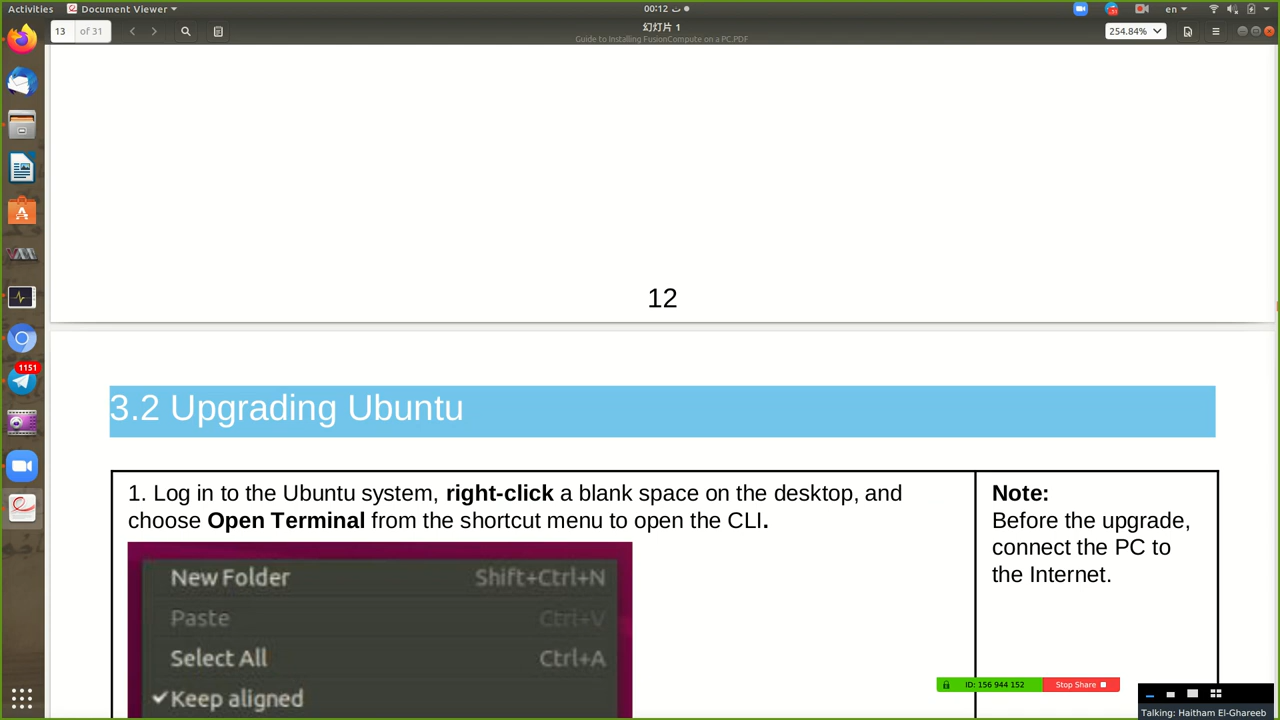 Activities
Document Viewer
00:12 ت
en
13
of 31
幻灯片 1
Guide to Installing FusionCompute on a PC.PDF
254.84%
12
1151
3.2 Upgrading Ubuntu
1. Log in to the Ubuntu system, right-click a blank space on the desktop, and
choose Open Terminal from the shortcut menu to open the CLI.
Note:
Before the upgrade,
connect the PC to
the Internet.
New Folder Shift+Ctrl+N
Paste Ctrl+V
Select All Ctrl+A
✔Keep aligned
ID: 156 944 152
Stop Share
Talking: Haitham El-Ghareeb